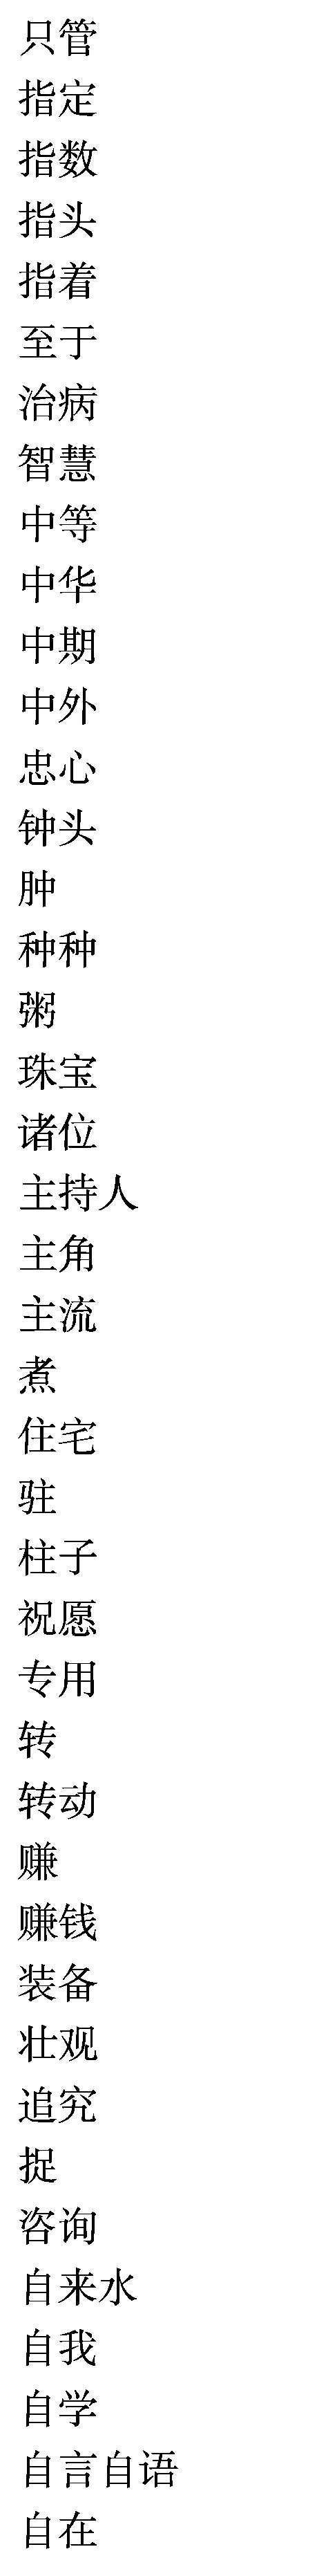 只管
指定
指数
指头
指着
至于
治病
智慧
中等
中华
中期
中外
忠心
钟头
肿
种种
粥
珠宝
诸位
主持人
主角
主流
煮
住宅
驻
柱子
祝愿
专用
转
转动
赚
赚钱
装备
壮观
追究
捉
咨询
自来水
自我
自学
自言自语
自在